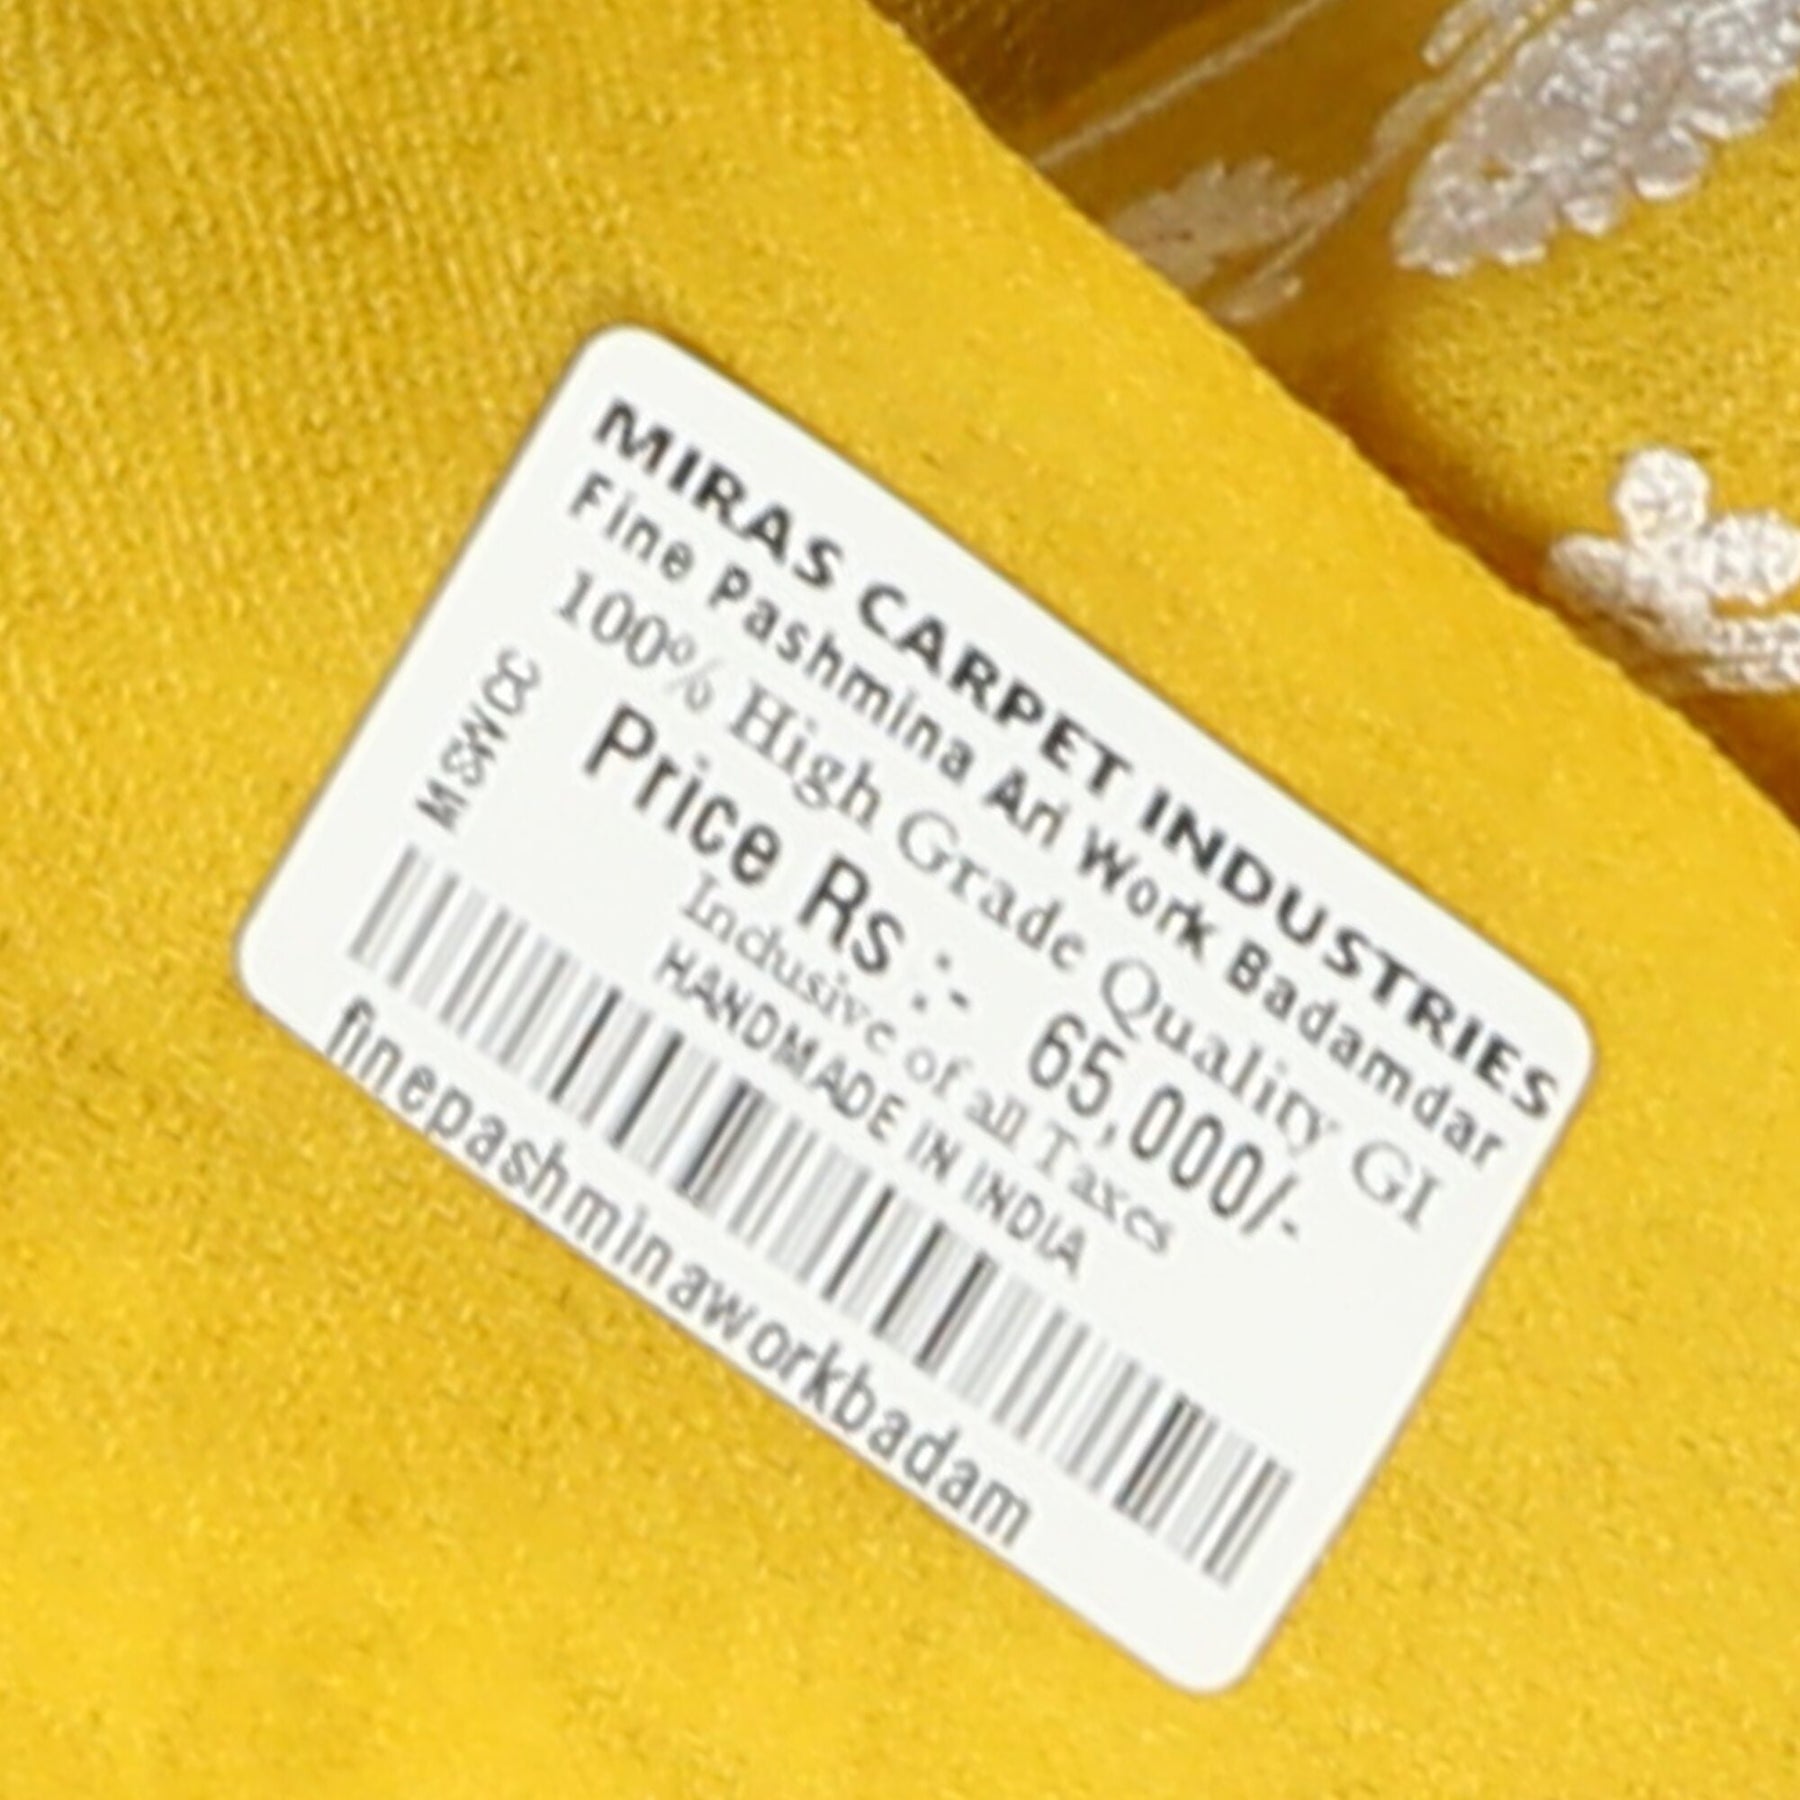 MIRAS CARPET INDUSTRIES
Fine Pashmina Ari Work Badamdar
100% High Grade Quality GI
Price Rs :- 65,000/-
Inclusive of all Taxes
HANDMADE IN INDIA
MSWCC
finepashminaworkbadam